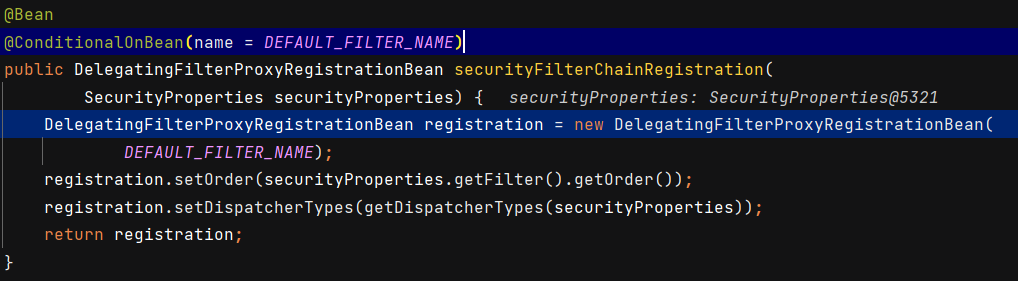 @Bean
@ConditionalOnBean(name = DEFAULT_FILTER_NAME)
public DelegatingFilterProxyRegistrationBean securityFilterChainRegistration(
SecurityProperties securityProperties) { securityProperties: SecurityProperties@5321
DelegatingFilterProxyRegistrationBean registration = new DelegatingFilterProxyRegistrationBean(
DEFAULT_FILTER_NAME);
registration.setOrder(securityProperties.getFilter().getOrder());
registration.setDispatcherTypes(getDispatcherTypes(securityProperties));
return registration;
}